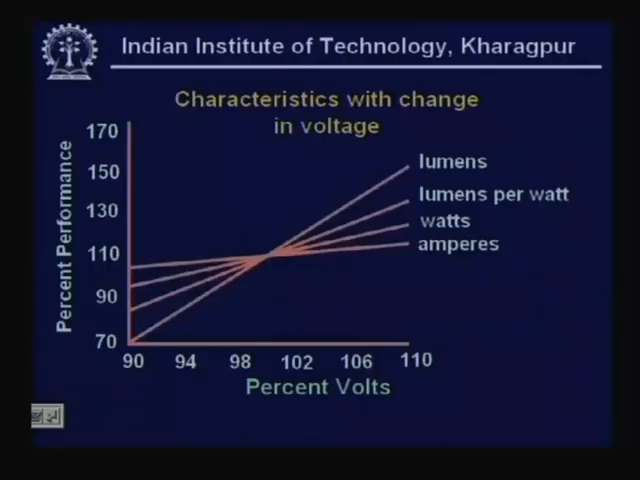 Indian Institute of Technology, Kharagpur
Characteristics with change
in voltage
Percent Performance
170
150
130
110
90
70
lumens
lumens per watt
watts
amperes
90 94 98 102 106 110
Percent Volts